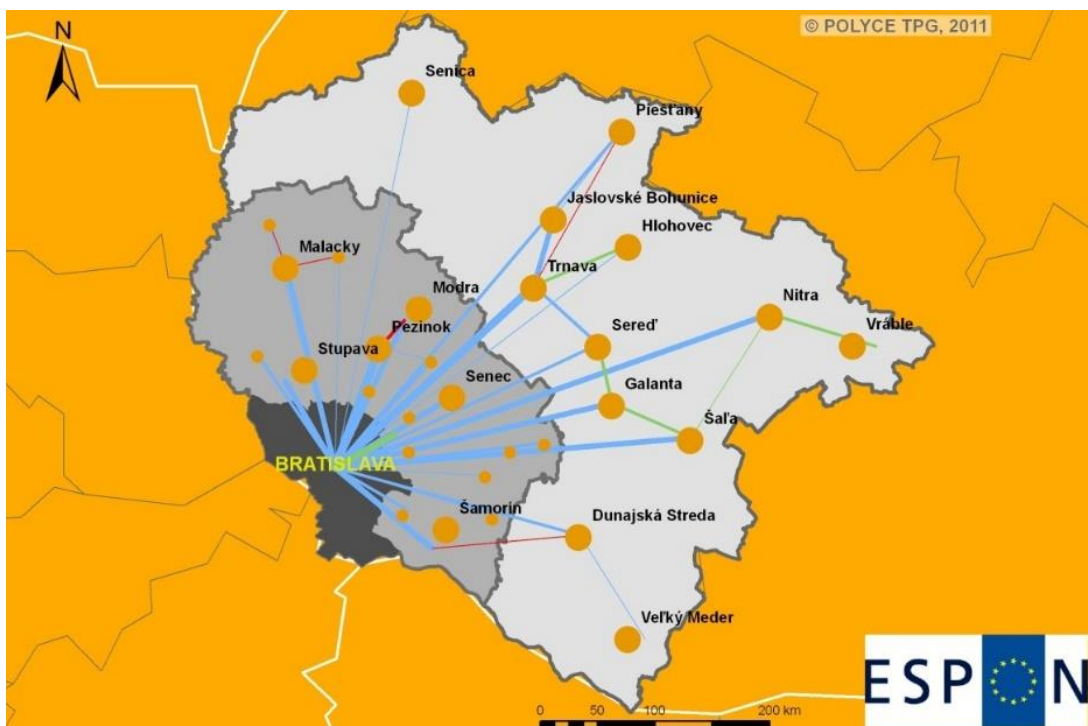 © POLYCE TPG, 2011
N
Senica
Piešťany
Jaslovské Bohunice
Hlohovec
Malacky
Trnava
Modra
Nitra
Pezinok
Sereď
Vráble
Stupava
Senec
Galanta
Šaľa
BRATISLAVA
Šamorín
Dunajská Streda
Veľký Meder
ESPON
0 50 100 200 km